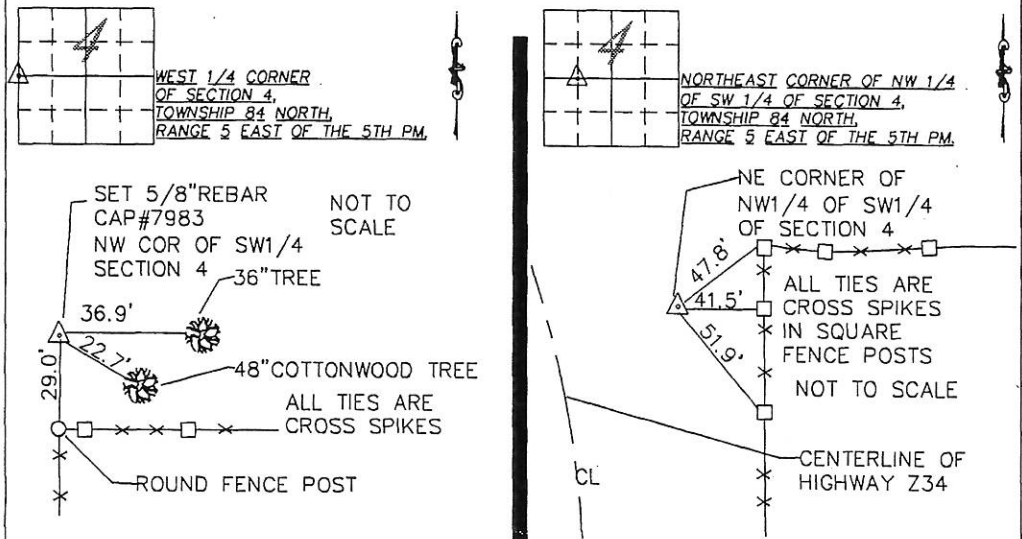 4
WEST 1/4 CORNER
OF SECTION 4,
TOWNSHIP 84 NORTH,
RANGE 5 EAST OF THE 5TH PM.
SET 5/8"REBAR
CAP#7983
NW COR OF SW1/4
SECTION 4
NOT TO
SCALE
36"TREE
36.9'
22.7'
29.0'
48"COTTONWOOD TREE
ALL TIES ARE
CROSS SPIKES
ROUND FENCE POST
4
NORTHEAST CORNER OF NW 1/4
OF SW 1/4 OF SECTION 4,
TOWNSHIP 84 NORTH,
RANGE 5 EAST OF THE 5TH PM.
NE CORNER OF
NW1/4 OF SW1/4
OF SECTION 4
47.8'
41.5'
51.9'
ALL TIES ARE
CROSS SPIKES
IN SQUARE
FENCE POSTS
NOT TO SCALE
CENTERLINE OF
HIGHWAY Z34
CL